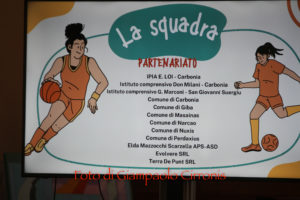 La squadra
PARTENARIATO
IPIA E. LOI - Carbonia
Istituto comprensivo Don Milani - Carbonia
Istituto comprensivo G. Marconi - San Giovanni Suergiu
Comune di Carbonia
Comune di Giba
Comune di Masainas
Comune di Narcao
Comune di Nuxis
Comune di Perdaxius
Elda Mazzocchi Scarzella APS-ASD
Evolvere SRL
Terra De Punt SRL
Foto di Giampaolo Cirronis